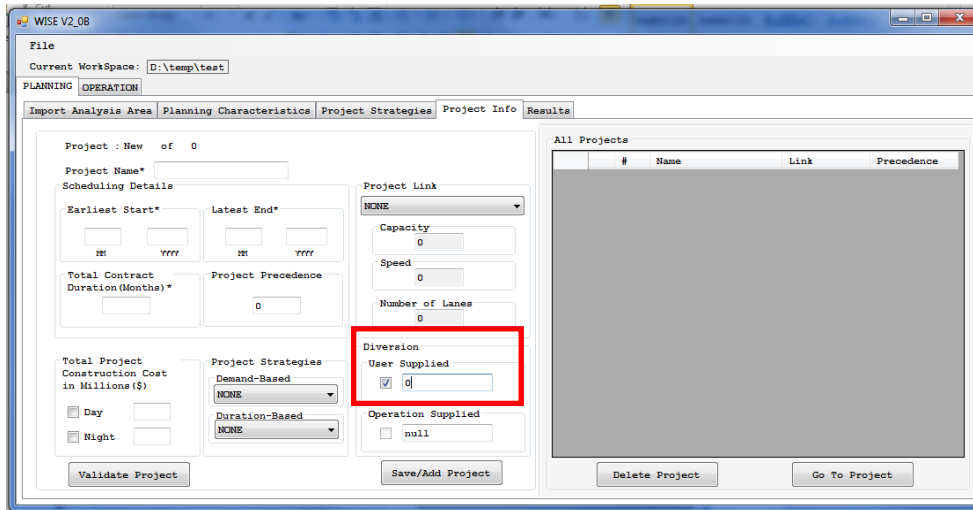 WISE V2_0B
File
Current WorkSpace: D:\temp\test
PLANNING OPERATION
Import Analysis Area Planning Characteristics Project Strategies Project Info Results
Project : New of 0
Project Name*
Scheduling Details
Earliest Start* Latest End*
MM YYYY MM YYYY
Total Contract Duration(Months)*
Project Precedence
0
Project Link
NONE
Capacity
0
Speed
0
Number of Lanes
0
Total Project
Construction Cost
in Millions($)
Day
Night
Project Strategies
Demand-Based
NONE
Duration-Based
NONE
Diversion
User Supplied
0
Operation Supplied
null
Validate Project
Save/Add Project
All Projects
# Name Link Precedence
Delete Project Go To Project